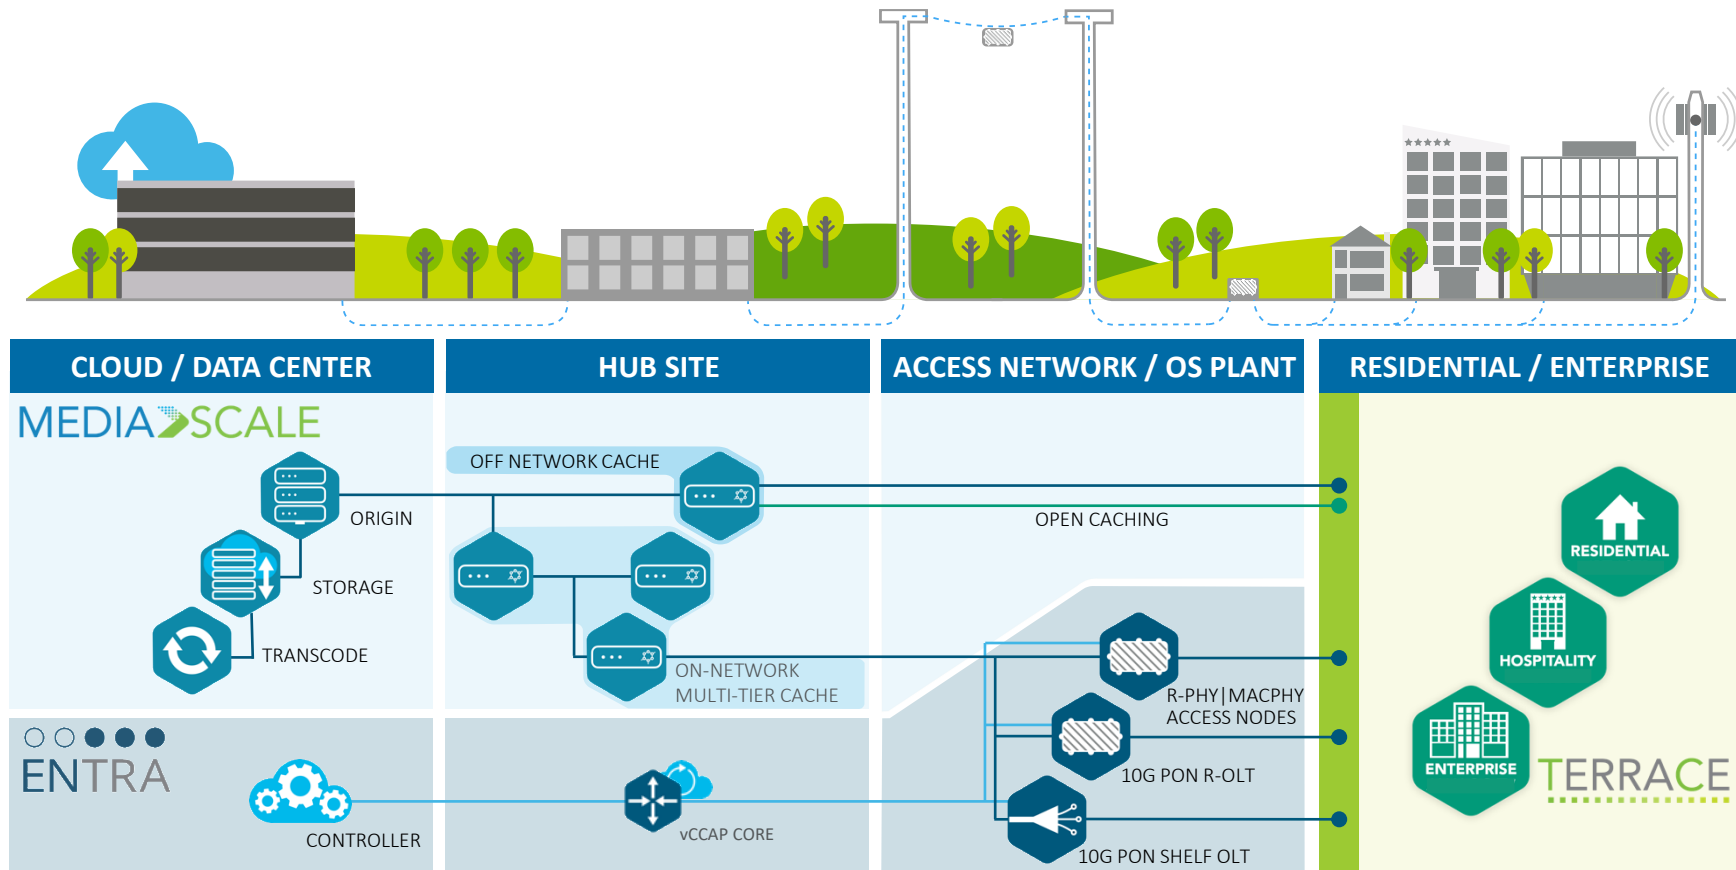 CLOUD / DATA CENTER
HUB SITE
ACCESS NETWORK / OS PLANT
RESIDENTIAL / ENTERPRISE
MEDIASCALE
OFF NETWORK CACHE
ORIGIN
OPEN CACHING
RESIDENTIAL
STORAGE
TRANSCODE
ON-NETWORK
MULTI-TIER CACHE
HOSPITALITY
R-PHY|MACPHY
ACCESS NODES
ENTRA
10G PON R-OLT
ENTERPRISE
TERRACE
CONTROLLER
vCCAP CORE
10G PON SHELF OLT